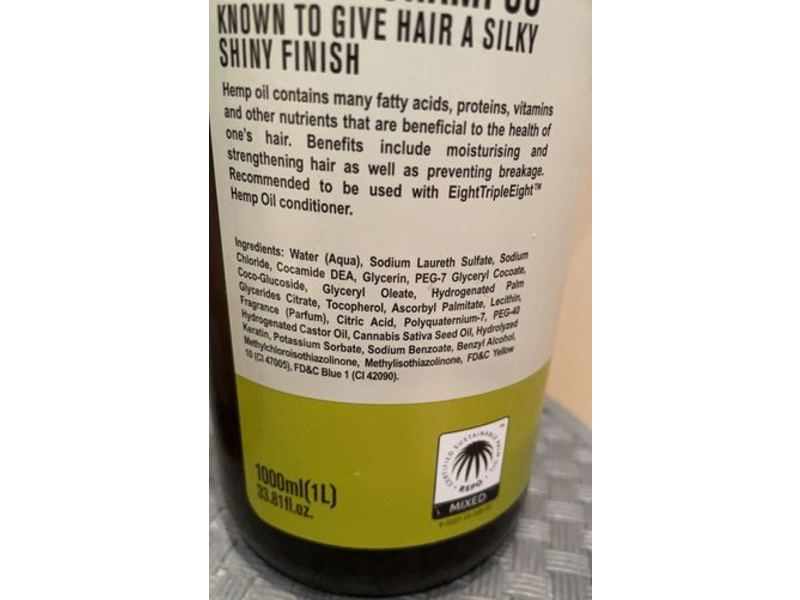 KNOWN TO GIVE HAIR A SILKY
SHINY FINISH
Hemp oil contains many fatty acids, proteins, vitamins
and other nutrients that are beneficial to the health of
one's hair. Benefits include moisturising and
strengthening hair as well as preventing breakage.
Recommended to be used with EightTripleEight™
Hemp Oil conditioner.
Ingredients: Water (Aqua), Sodium Laureth Sulfate, Sodium
Chloride, Cocamide DEA, Glycerin, PEG-7 Glyceryl Cocoate,
Coco-Glucoside, Glyceryl Oleate, Hydrogenated Palm
Glycerides Citrate, Tocopherol, Ascorbyl Palmitate, Lecithin,
Fragrance (Parfum), Citric Acid, Polyquaternium-7, PEG-40
Hydrogenated Castor Oil, Cannabis Sativa Seed Oil, Hydrolyzed
Keratin, Potassium Sorbate, Sodium Benzoate, Benzyl Alcohol,
Methylchloroisothiazolinone, Methylisothiazolinone, FD&C Yellow
10 (CI 47005), FD&C Blue 1 (CI 42090).
CERTIFIED SUSTAINABLE PALM OIL
RSPO
MIXED
1000ml(1L)
33.81fl.oz.